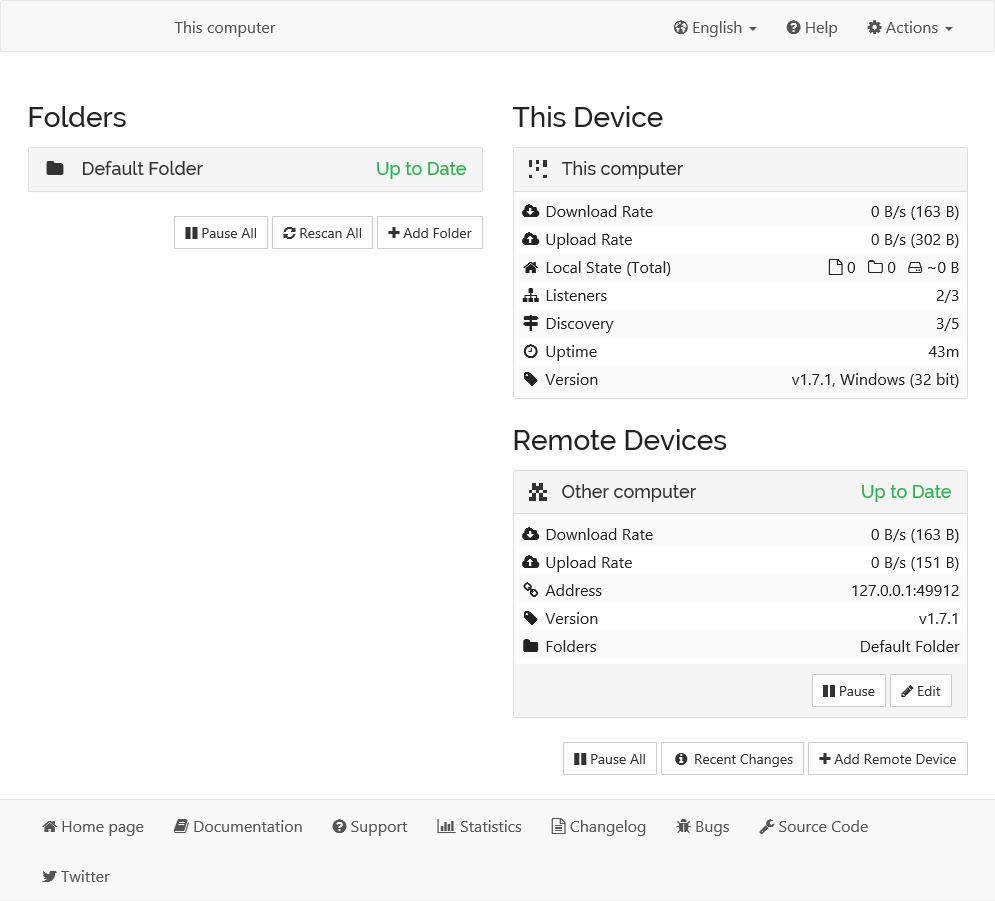 This computer English Help Actions
Folders
Default Folder Up to Date
Pause All Rescan All Add Folder
This Device
This computer
Download Rate 0 B/s (163 B)
Upload Rate 0 B/s (302 B)
Local State (Total) 0 0 ~0 B
Listeners 2/3
Discovery 3/5
Uptime 43m
Version v1.7.1, Windows (32 bit)
Remote Devices
Other computer Up to Date
Download Rate 0 B/s (163 B)
Upload Rate 0 B/s (151 B)
Address 127.0.0.1:49912
Version v1.7.1
Folders Default Folder
Pause Edit
Pause All Recent Changes Add Remote Device
Home page Documentation Support Statistics Changelog Bugs Source Code
Twitter